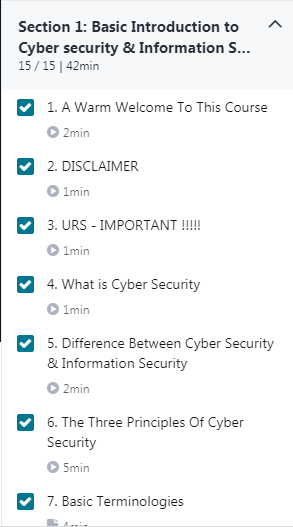 Section 1: Basic Introduction to
Cyber security & Information S...
15 / 15 | 42min
1. A Warm Welcome To This Course
2min
2. DISCLAIMER
1min
3. URS - IMPORTANT !!!!!
1min
4. What is Cyber Security
1min
5. Difference Between Cyber Security
& Information Security
2min
6. The Three Principles Of Cyber
Security
5min
7. Basic Terminologies
4min